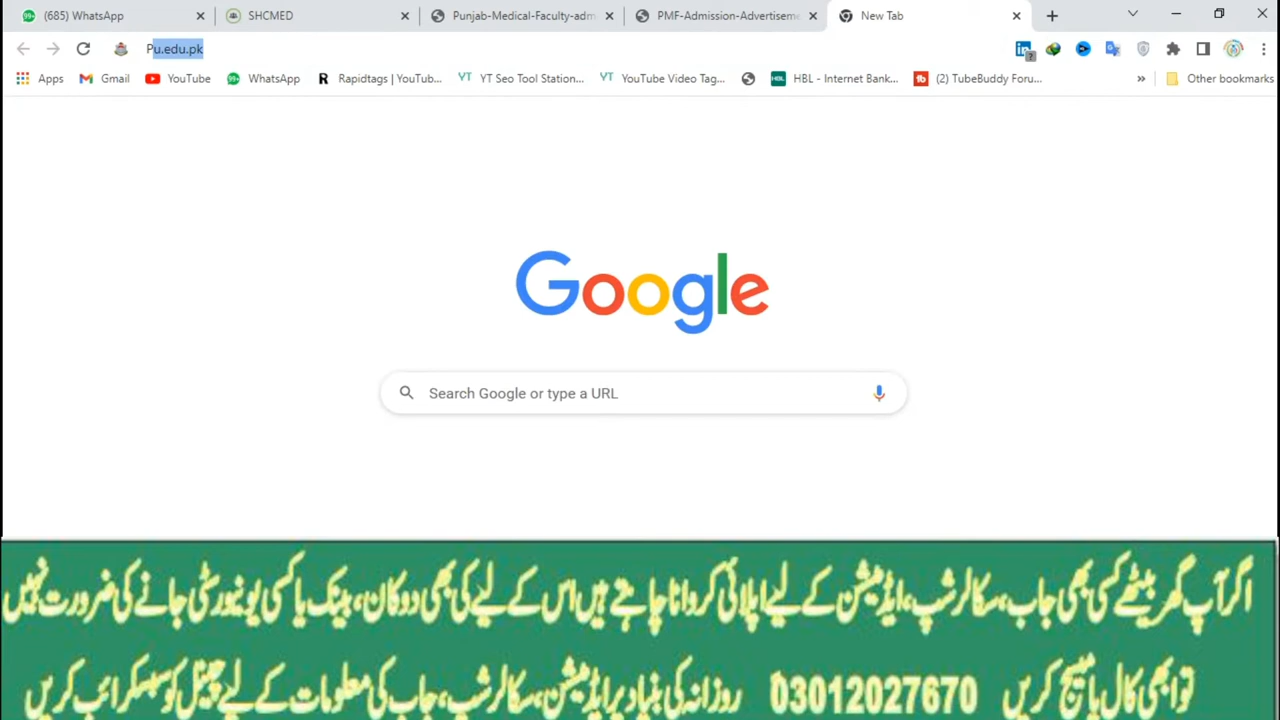 (685) WhatsApp
SHCMED
Punjab-Medical-Faculty-adm
PMF-Admission-Advertiseme
New Tab
Pu.edu.pk
Apps
Gmail
YouTube
99+ WhatsApp
Rapidtags | YouTub...
YT Seo Tool Station...
YouTube Video Tag...
HBL - Internet Bank...
(2) TubeBuddy Foru...
»
Other bookmarks
Google
Search Google or type a URL
اگر آپ گھر بیٹھے کسی بھی جاب، سکالرشپ، ایڈمیشن کے لیے اپلائی کروانا چاہتے ہیں اس کے لیے کسی بھی دوکان، بینک یا کسی یونیورسٹی جانے کی ضرورت نہیں
تو ابھی کال یا میسج کریں 03012027670 روزانہ کی بنیاد پر ایڈمیشن، سکالرشپ، جاب کی معلومات کے لیے چینل کو سبسکرائب کریں